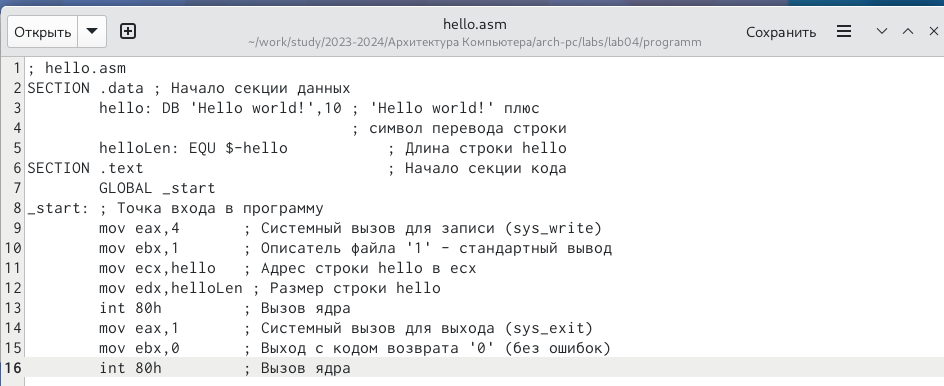 Открыть
hello.asm
~/work/study/2023-2024/Архитектура Компьютера/arch-pc/labs/lab04/programm
Сохранить
1 ; hello.asm
2 SECTION .data ; Начало секции данных
3         hello: DB 'Hello world!',10 ; 'Hello world!' плюс
4                                     ; символ перевода строки
5         helloLen: EQU $-hello           ; Длина строки hello
6 SECTION .text                           ; Начало секции кода
7         GLOBAL _start
8 _start: ; Точка входа в программу
9         mov eax,4       ; Системный вызов для записи (sys_write)
10         mov ebx,1       ; Описатель файла '1' - стандартный вывод
11         mov ecx,hello   ; Адрес строки hello в ecx
12         mov edx,helloLen ; Размер строки hello
13         int 80h         ; Вызов ядра
14         mov eax,1       ; Системный вызов для выхода (sys_exit)
15         mov ebx,0       ; Выход с кодом возврата '0' (без ошибок)
16         int 80h         ; Вызов ядра